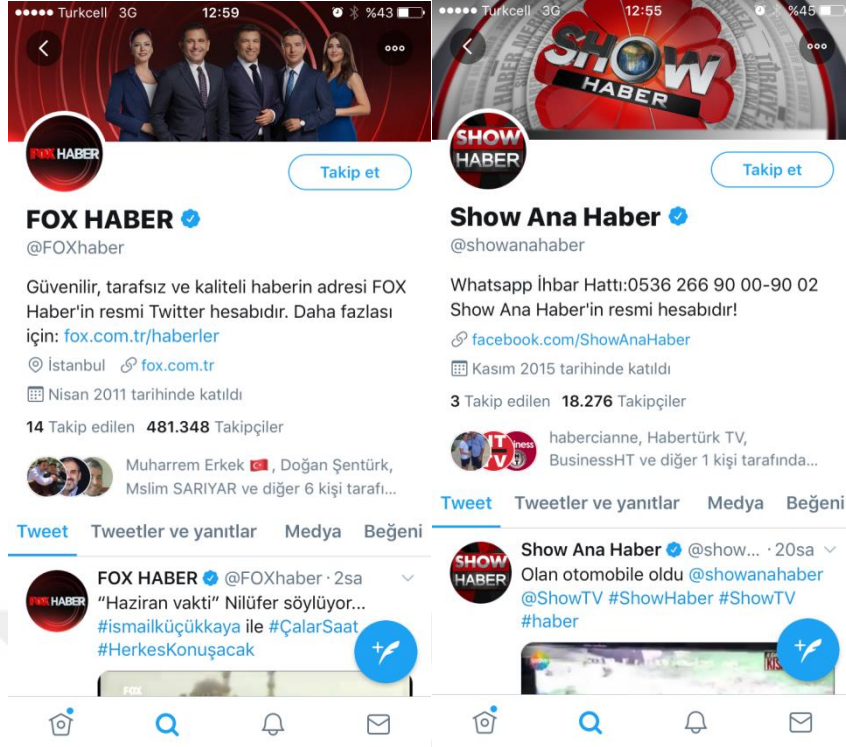 Turkcell 3G 12:59 %43
FOX HABER
Takip et
FOX HABER
@FOXhaber
Güvenilir, tarafsız ve kaliteli haberin adresi FOX
Haber'in resmi Twitter hesabıdır. Daha fazlası
için: fox.com.tr/haberler
İstanbul fox.com.tr
Nisan 2011 tarihinde katıldı
14 Takip edilen 481.348 Takipçiler
Muharrem Erkek , Doğan Şentürk,
Mslim SARIYAR ve diğer 6 kişi tarafı...
Tweet Tweetler ve yanıtlar Medya Beğeni
FOX HABER
FOX HABER @FOXhaber · 2sa
“Haziran vakti” Nilüfer söylüyor...
#ismailküçükkaya ile #ÇalarSaat
#HerkesKonuşacak
FOX
Turkcell 3G 12:55 %45
SHOW
HABER
SHOW
HABER
Takip et
Show Ana Haber
@showanahaber
Whatsapp İhbar Hattı:0536 266 90 00-90 02
Show Ana Haber'in resmi hesabıdır!
facebook.com/ShowAnaHaber
Kasım 2015 tarihinde katıldı
3 Takip edilen 18.276 Takipçiler
habercianne, Habertürk TV,
BusinessHT ve diğer 1 kişi tarafında...
Tweet Tweetler ve yanıtlar Medya Beğeni
SHOW
HABER
Show Ana Haber @show... · 20sa
Olan otomobile oldu @showanahaber
@ShowTV #ShowHaber #ShowTV
#haber